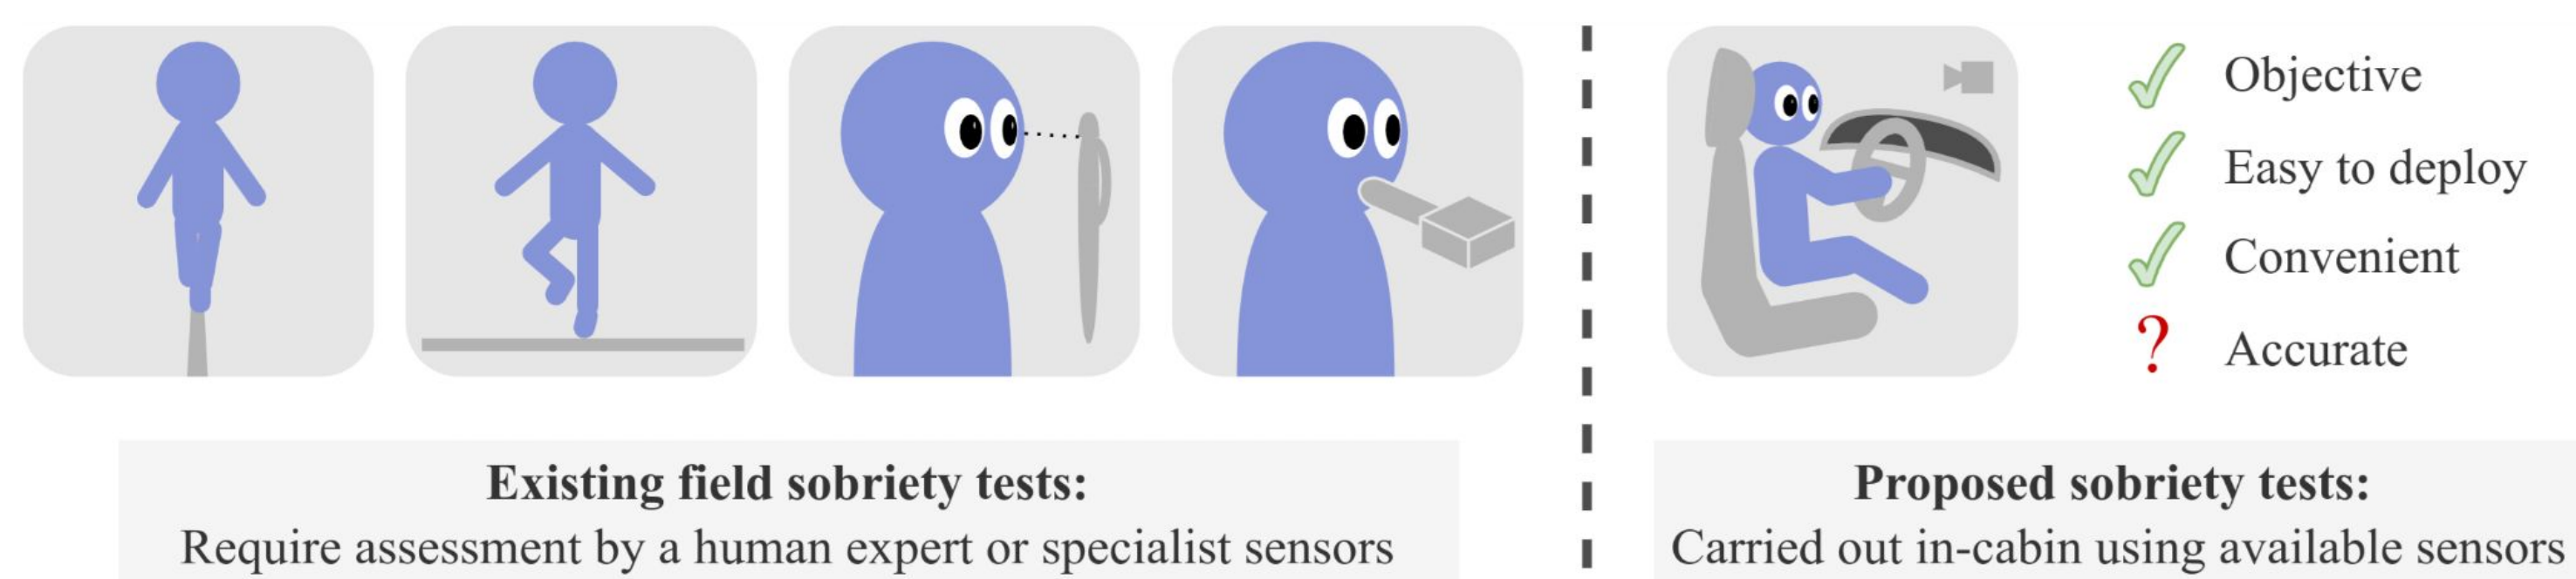 Objective
Easy to deploy
Convenient
? Accurate
Existing field sobriety tests:
Require assessment by a human expert or specialist sensors
Proposed sobriety tests:
Carried out in-cabin using available sensors